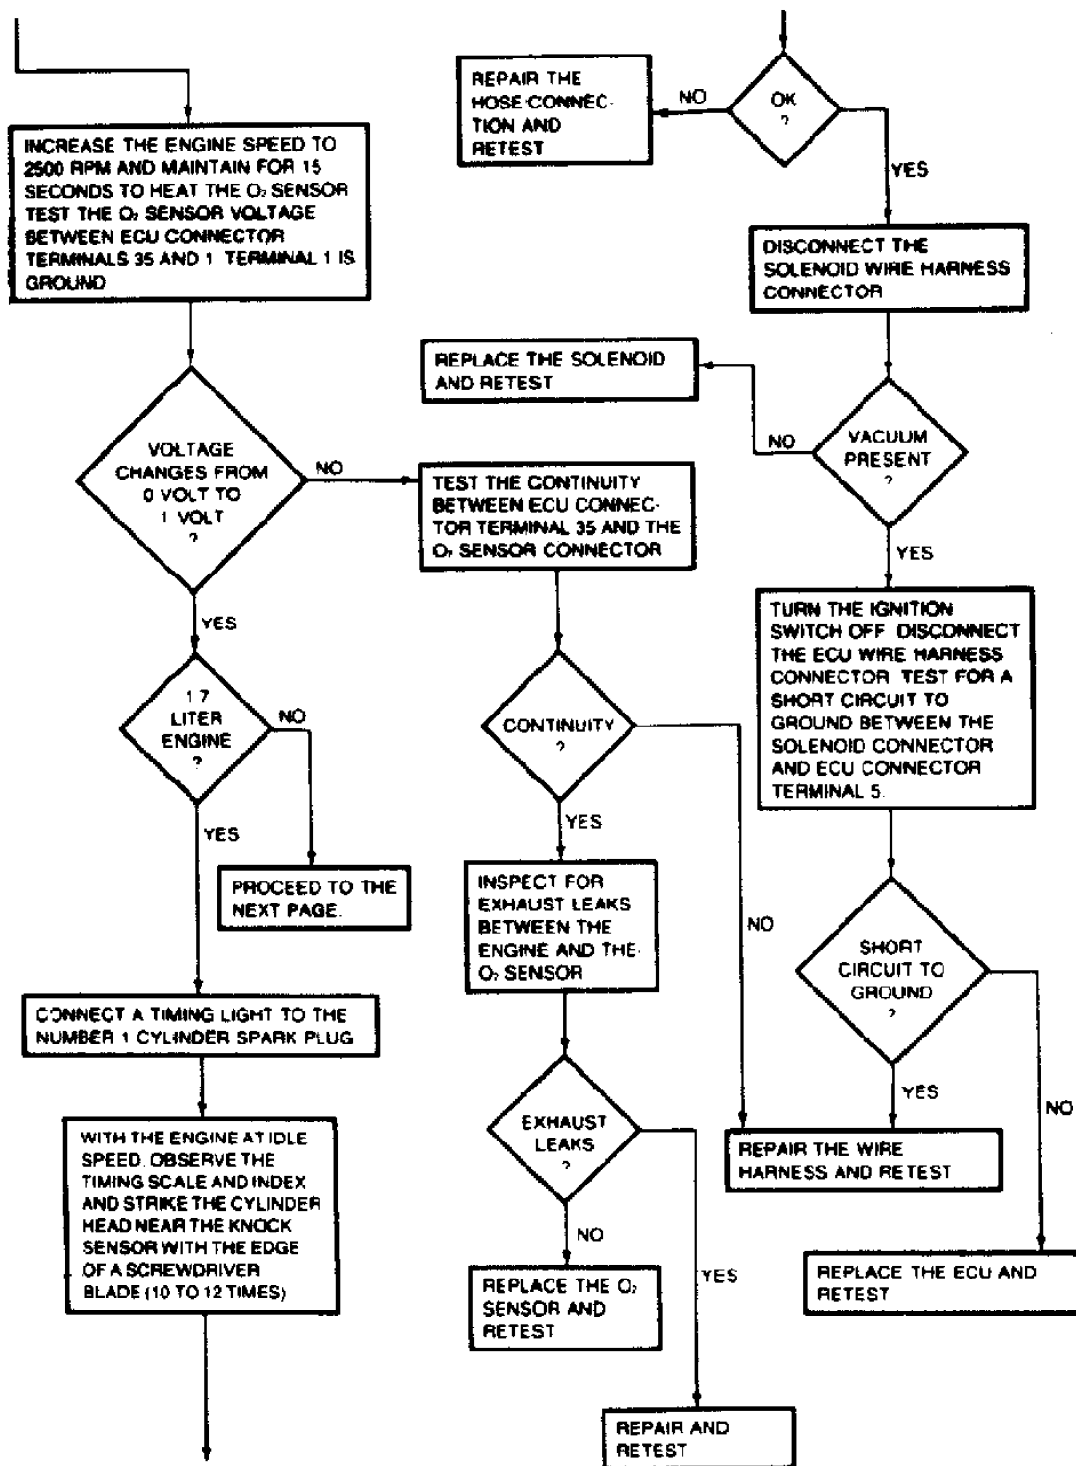 INCREASE THE ENGINE SPEED TO
2500 RPM AND MAINTAIN FOR 15
SECONDS TO HEAT THE O₂ SENSOR
TEST THE O₂ SENSOR VOLTAGE
BETWEEN ECU CONNECTOR
TERMINALS 35 AND 1 TERMINAL 1 IS
GROUND
VOLTAGE
CHANGES FROM
0 VOLT TO
1 VOLT
?
NO
YES
1 7
LITER
ENGINE
?
NO
YES
PROCEED TO THE
NEXT PAGE.
CONNECT A TIMING LIGHT TO THE
NUMBER 1 CYLINDER SPARK PLUG
WITH THE ENGINE AT IDLE
SPEED, OBSERVE THE
TIMING SCALE AND INDEX
AND STRIKE THE CYLINDER
HEAD NEAR THE KNOCK
SENSOR WITH THE EDGE
OF A SCREWDRIVER
BLADE (10 TO 12 TIMES)
TEST THE CONTINUITY
BETWEEN ECU CONNEC-
TOR TERMINAL 35 AND THE
O₂ SENSOR CONNECTOR
CONTINUITY
?
YES
NO
INSPECT FOR
EXHAUST LEAKS
BETWEEN THE
ENGINE AND THE
O₂ SENSOR
EXHAUST
LEAKS
?
NO
YES
REPLACE THE O₂
SENSOR AND
RETEST
REPAIR AND
RETEST
OK
?
NO
YES
REPAIR THE
HOSE CONNEC-
TION AND
RETEST
DISCONNECT THE
SOLENOID WIRE HARNESS
CONNECTOR
VACUUM
PRESENT
?
NO
YES
REPLACE THE SOLENOID
AND RETEST
TURN THE IGNITION
SWITCH OFF DISCONNECT
THE ECU WIRE HARNESS
CONNECTOR TEST FOR A
SHORT CIRCUIT TO
GROUND BETWEEN THE
SOLENOID CONNECTOR
AND ECU CONNECTOR
TERMINAL 5.
SHORT
CIRCUIT TO
GROUND
?
YES
NO
REPAIR THE WIRE
HARNESS AND RETEST
REPLACE THE ECU AND
RETEST